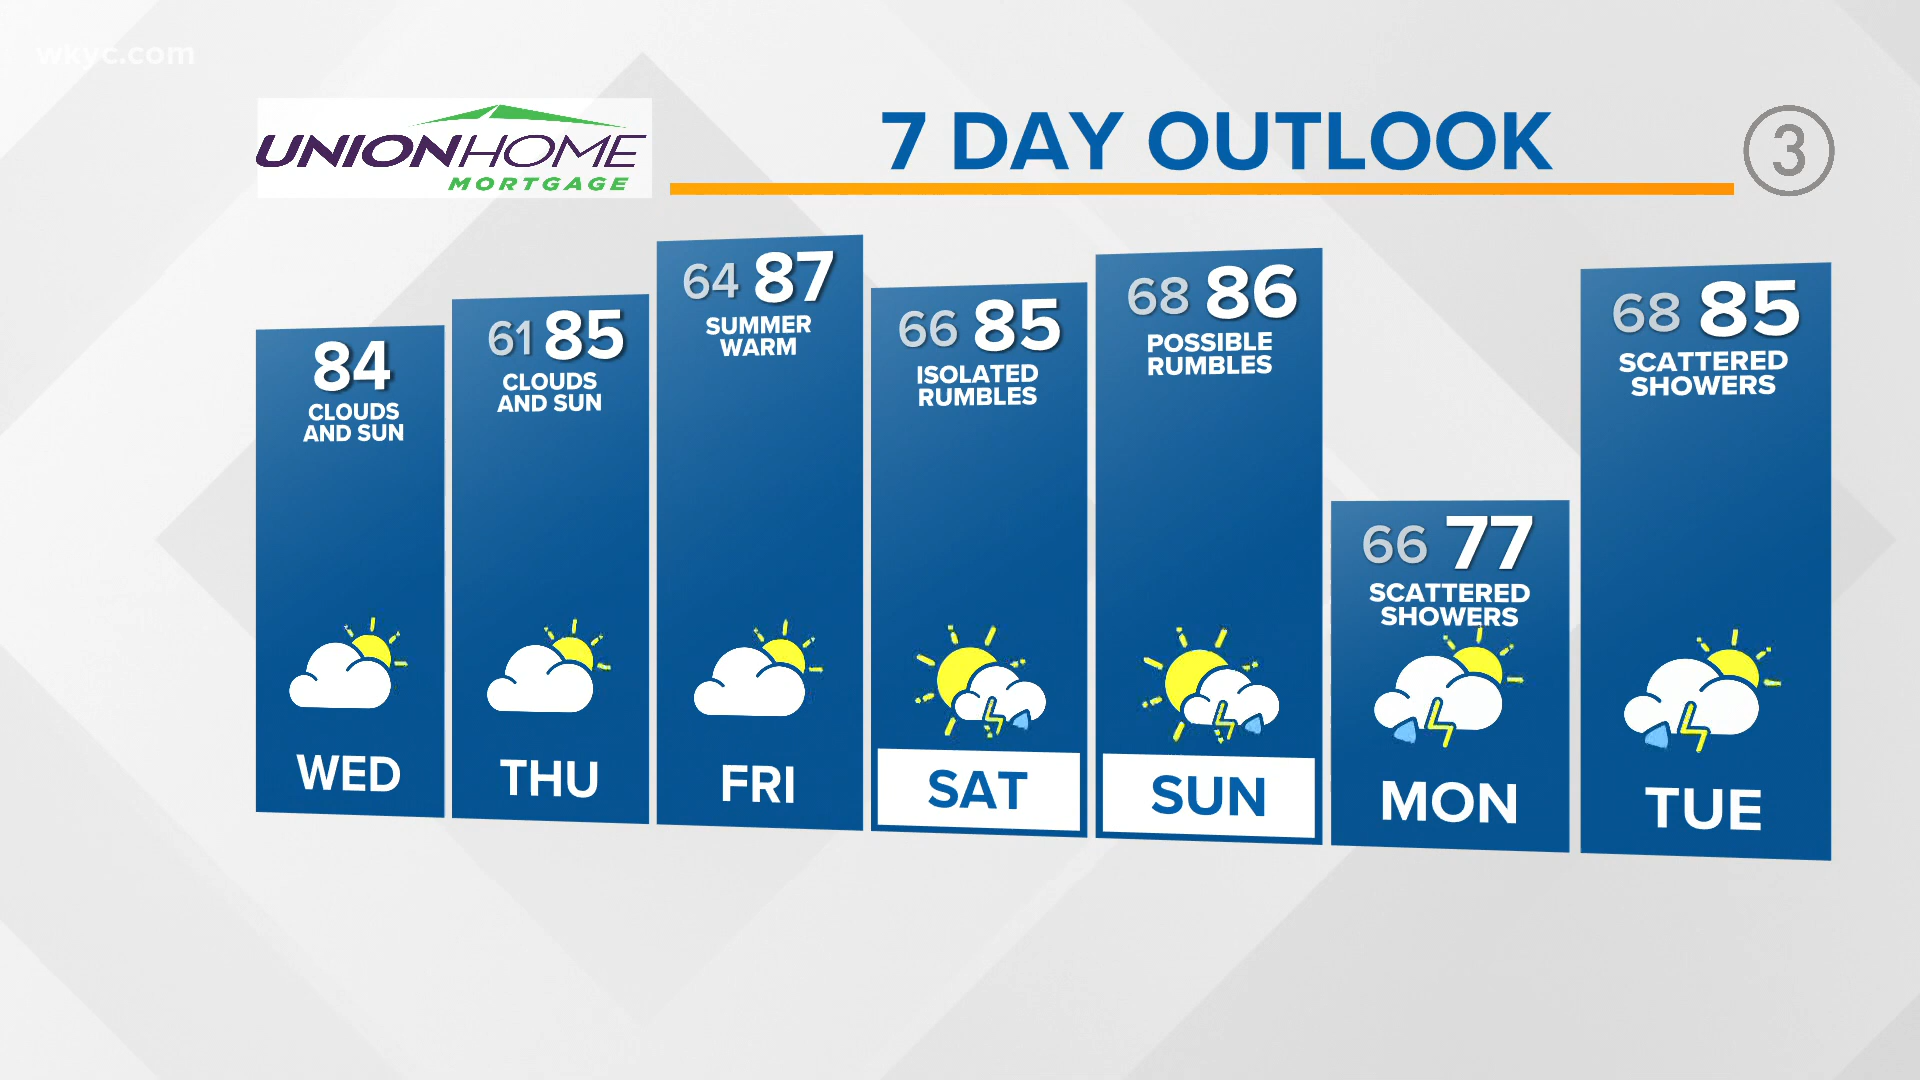 wkyc.com
UNIONHOME
MORTGAGE
7 DAY OUTLOOK
3
84
CLOUDS
AND SUN
WED
61 85
CLOUDS
AND SUN
THU
64 87
SUMMER
WARM
FRI
66 85
ISOLATED
RUMBLES
SAT
68 86
POSSIBLE
RUMBLES
SUN
66 77
SCATTERED
SHOWERS
MON
68 85
SCATTERED
SHOWERS
TUE